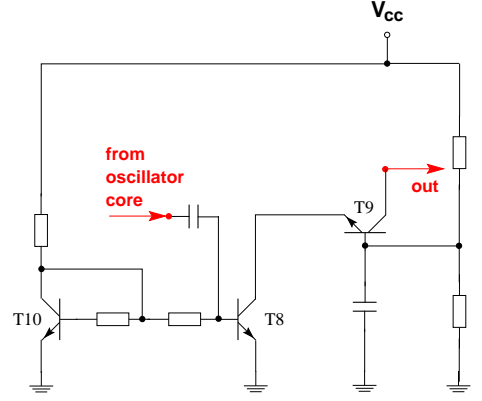 Vcc
from
oscillator
core
T9
out
T10
T8